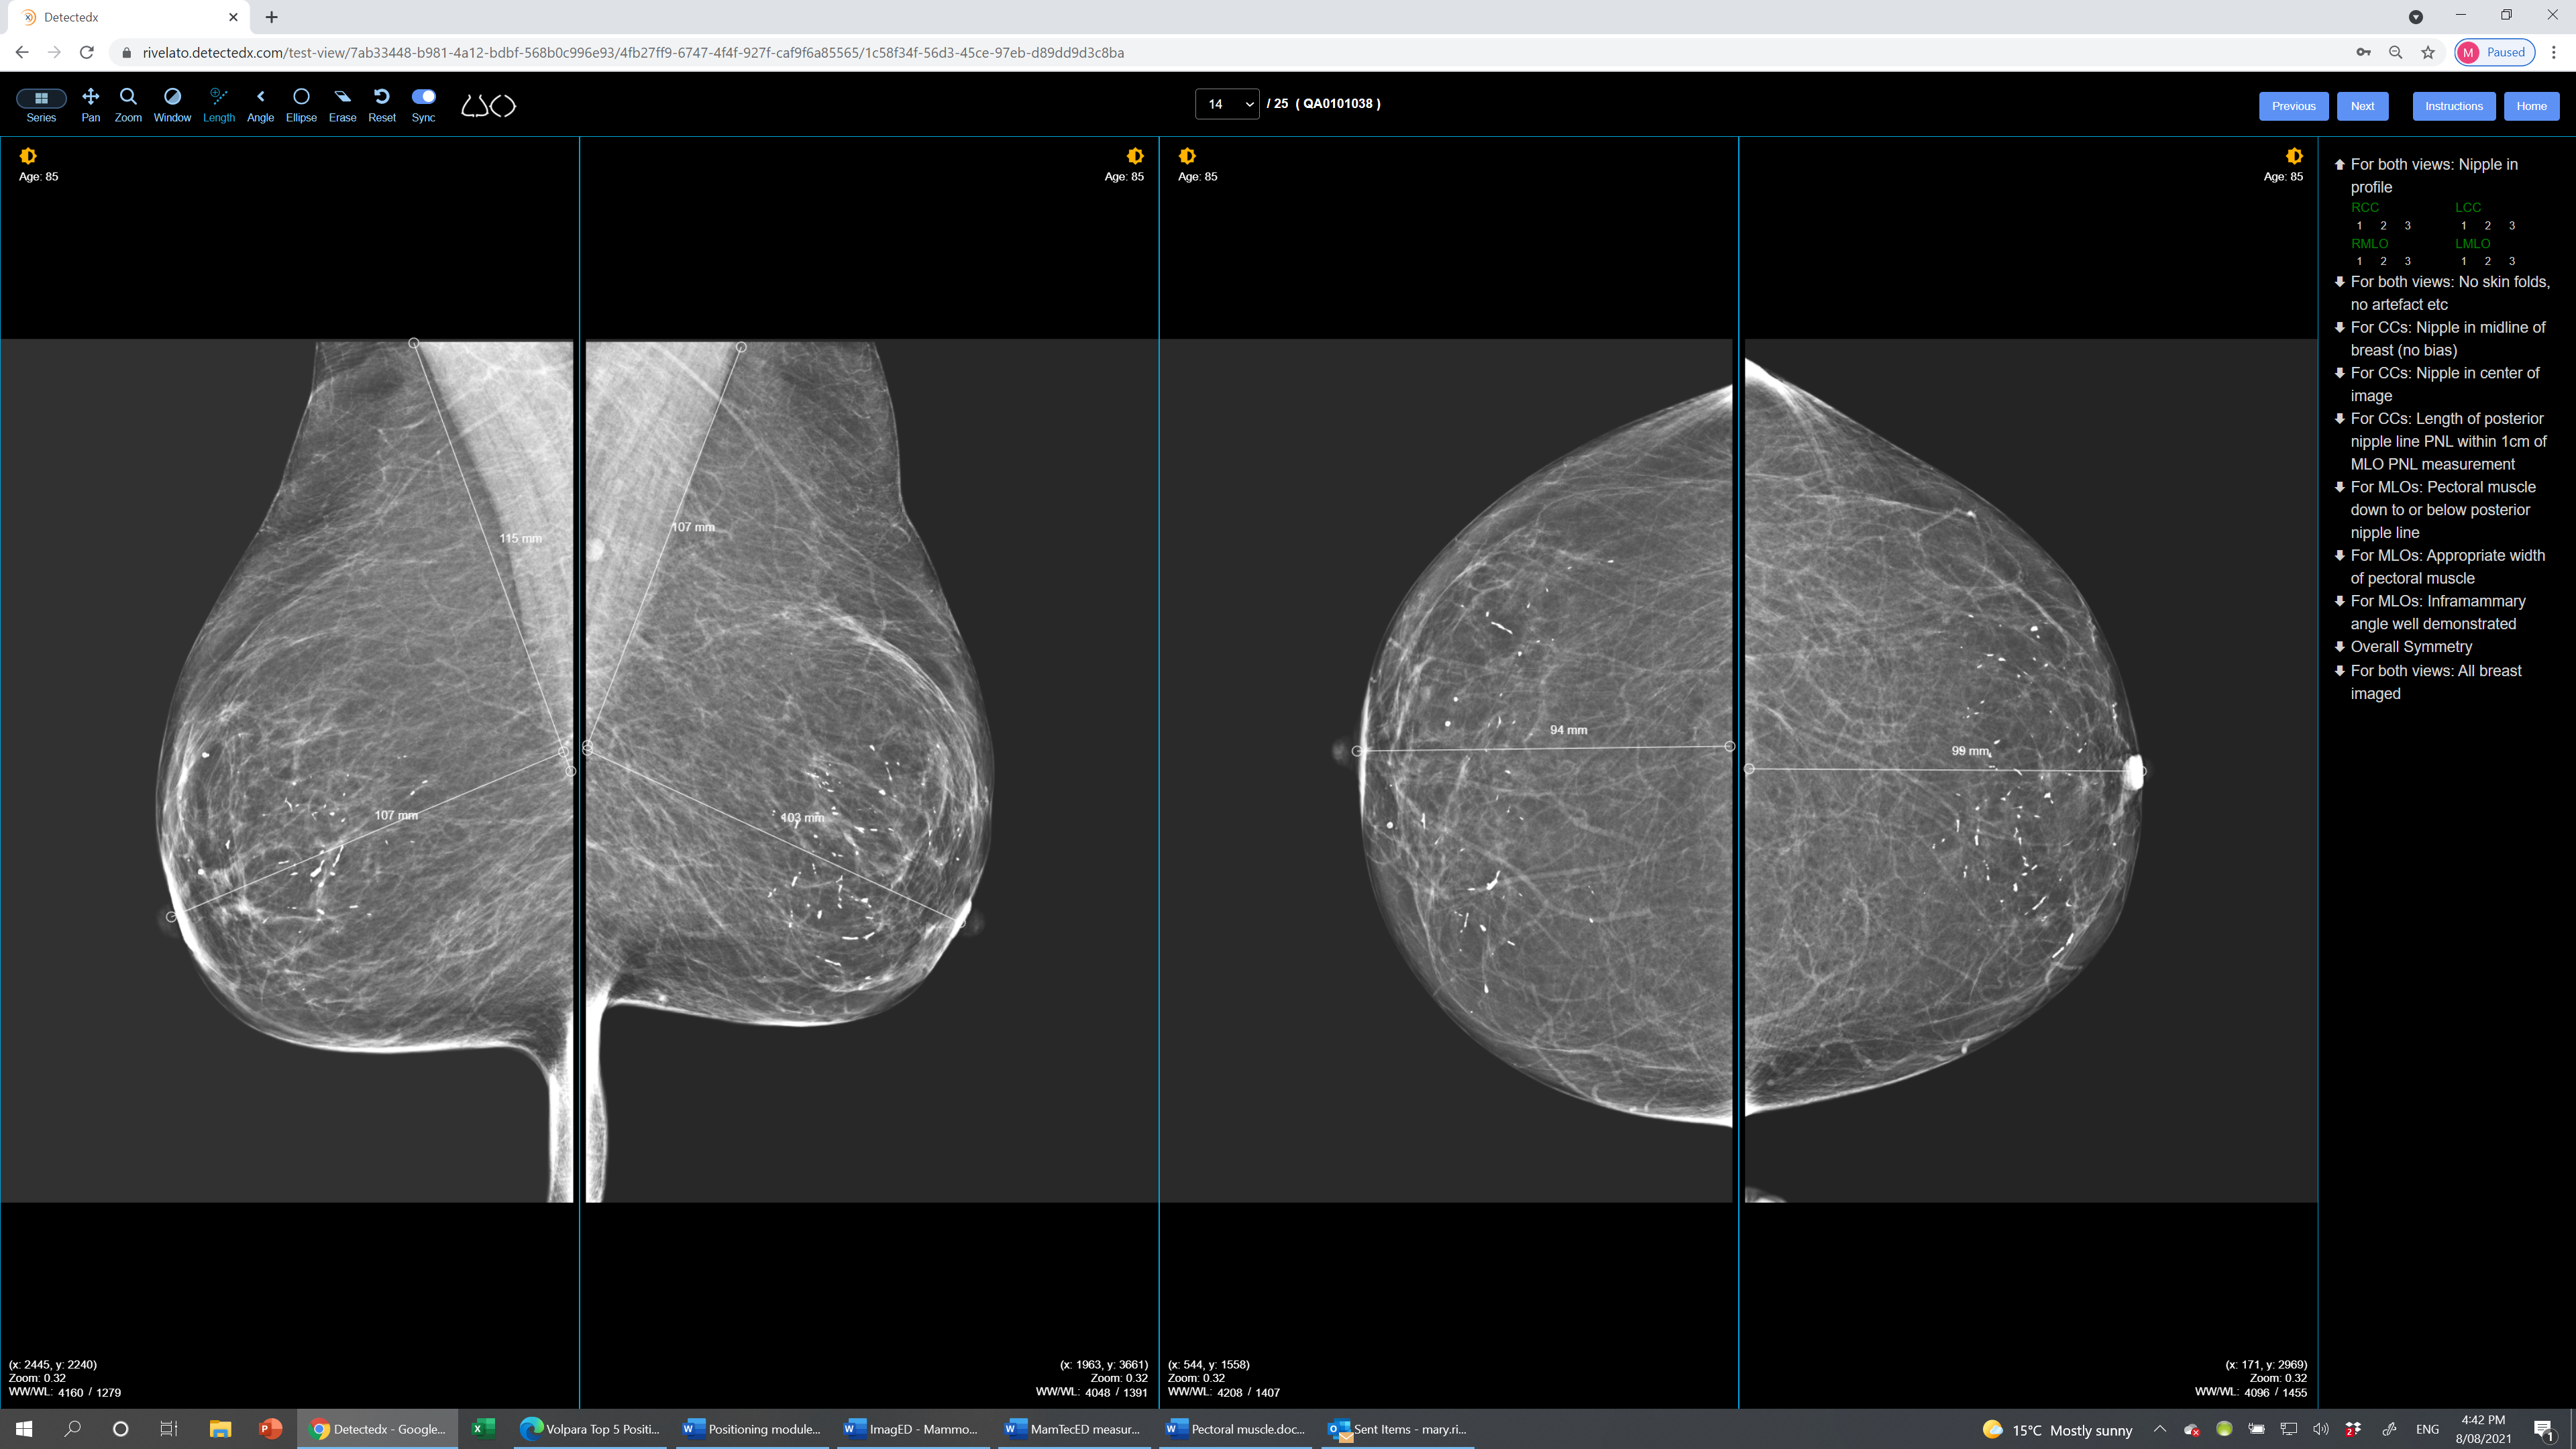 Detectedx
rivelato.detectedx.com/test-view/7ab33448-b981-4a12-bdbf-568b0c996e93/4fb27ff9-6747-4f4f-927f-caf9f6a85565/1c58f34f-56d3-45ce-97eb-d89dd9d3c8ba
M Paused
Series Pan Zoom Window Length Angle Ellipse Erase Reset Sync
14 / 25 ( QA0101038 )
Previous Next Instructions Home
Age: 85
Age: 85
Age: 85
Age: 85
115 mm
107 mm
107 mm
103 mm
94 mm
99 mm
For both views: Nipple in
profile
RCC LCC
1 2 3 1 2 3
RMLO LMLO
1 2 3 1 2 3
For both views: No skin folds,
no artefact etc
For CCs: Nipple in midline of
breast (no bias)
For CCs: Nipple in center of
image
For CCs: Length of posterior
nipple line PNL within 1cm of
MLO PNL measurement
For MLOs: Pectoral muscle
down to or below posterior
nipple line
For MLOs: Appropriate width
of pectoral muscle
For MLOs: Inframammary
angle well demonstrated
Overall Symmetry
For both views: All breast
imaged
(x: 2445, y: 2240)
Zoom: 0.32
WW/WL: 4160 / 1279
(x: 1963, y: 3661)
Zoom: 0.32
WW/WL: 4048 / 1391
(x: 544, y: 1558)
Zoom: 0.32
WW/WL: 4208 / 1407
(x: 171, y: 2969)
Zoom: 0.32
WW/WL: 4096 / 1455
Detectedx - Google...
Volpara Top 5 Positi...
Positioning module...
ImagED - Mammo...
MamTecED measur...
Pectoral muscle.doc...
Sent Items - mary.ri...
15°C Mostly sunny
2
ENG
4:42 PM
8/08/2021
1